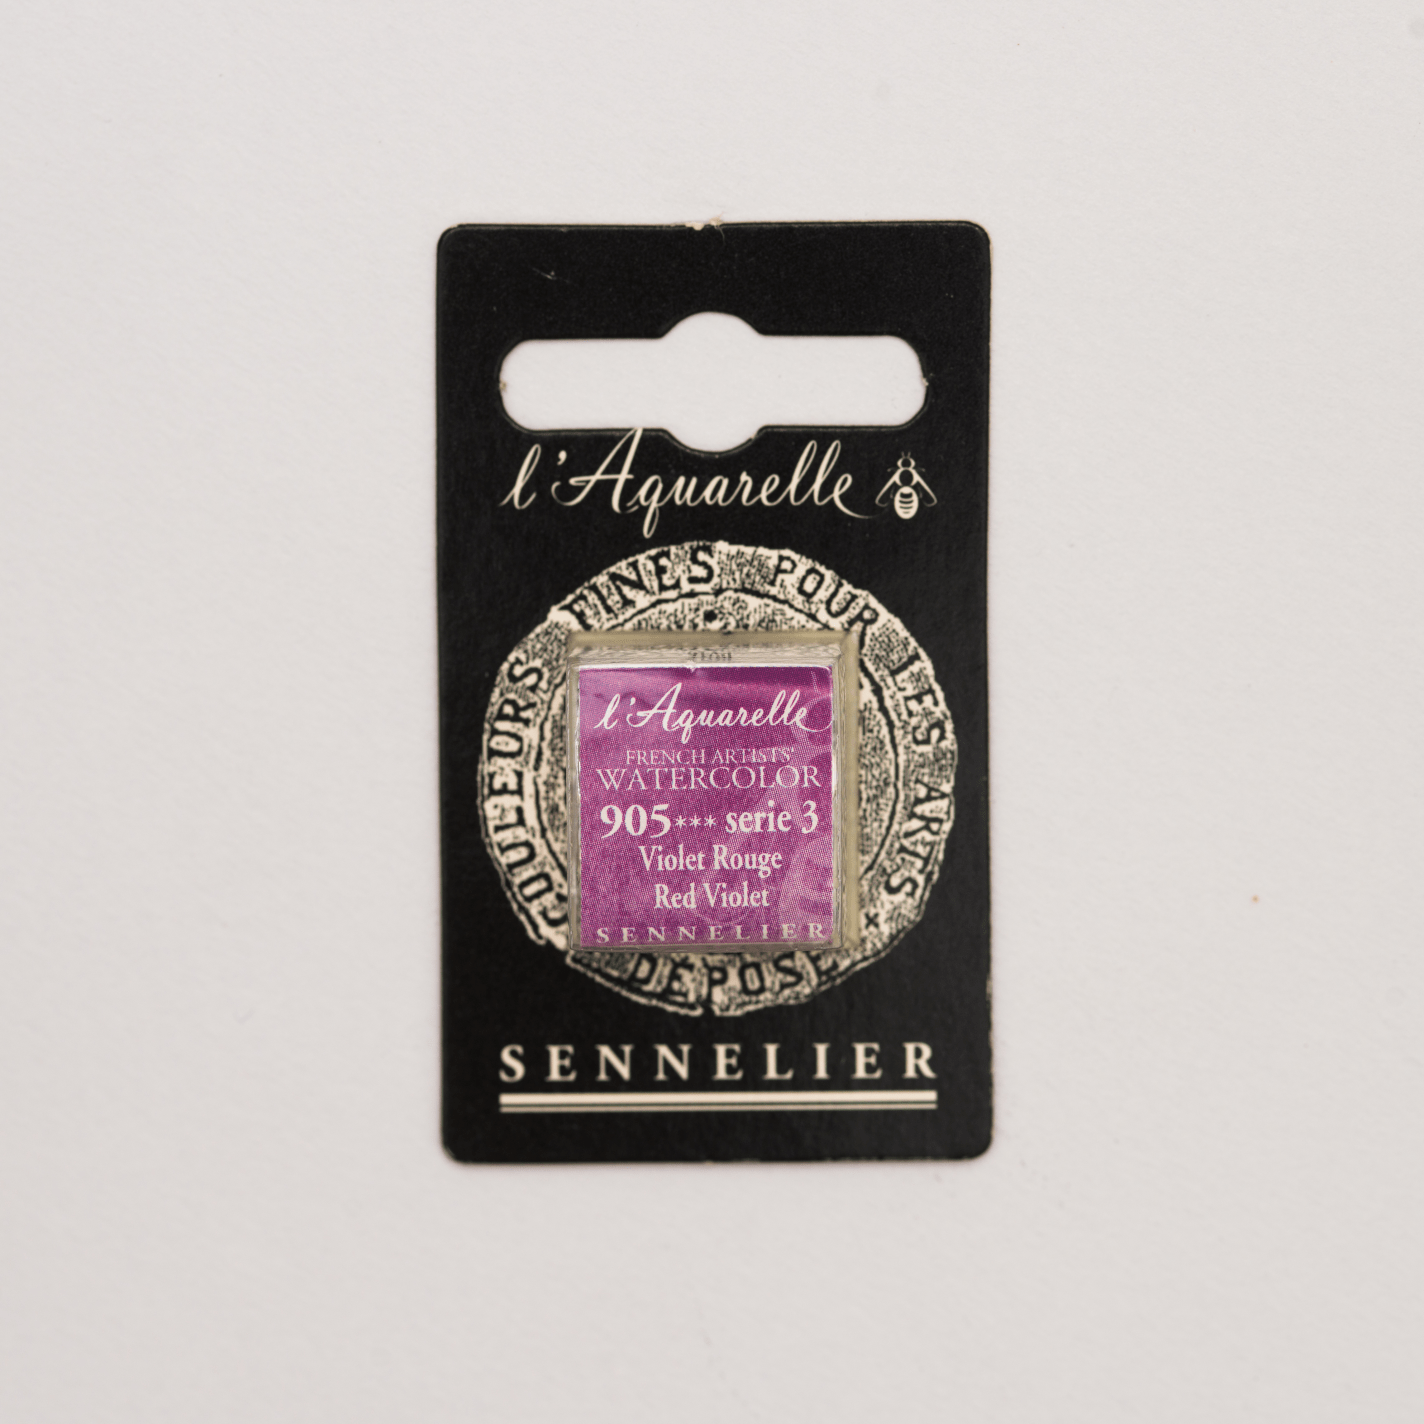 l'Aquarelle
COULEURS FINES POUR LES ARTS
l'Aquarelle
FRENCH ARTISTS'
WATERCOLOR
905*** serie 3
Violet Rouge
Red Violet
SENNELIER
DÉPOSÉ
SENNELIER